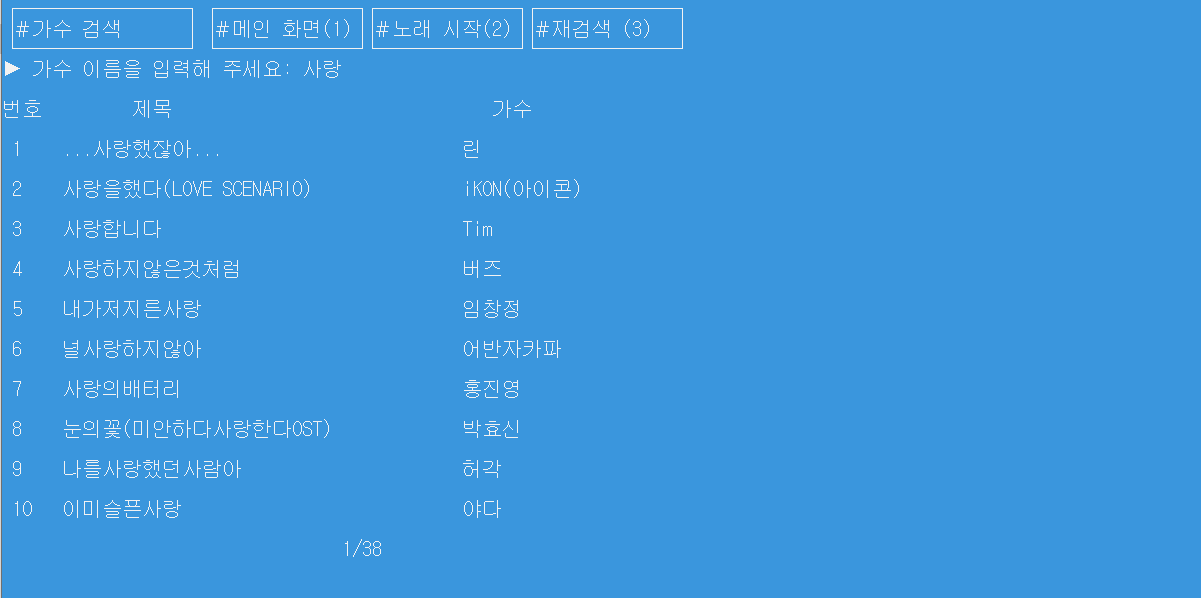 #가수 검색 #메인 화면(1) #노래 시작(2) #재검색 (3)
▶ 가수 이름을 입력해 주세요: 사랑
번호 제목 가수
1 ...사랑했잖아... 린
2 사랑을했다(LOVE SCENARIO) iKON(아이콘)
3 사랑합니다 Tim
4 사랑하지않은것처럼 버즈
5 내가저지른사랑 임창정
6 널사랑하지않아 어반자카파
7 사랑의배터리 홍진영
8 눈의꽃(미안하다사랑한다OST) 박효신
9 나를사랑했던사람아 허각
10 이미슬픈사랑 야다
1/38